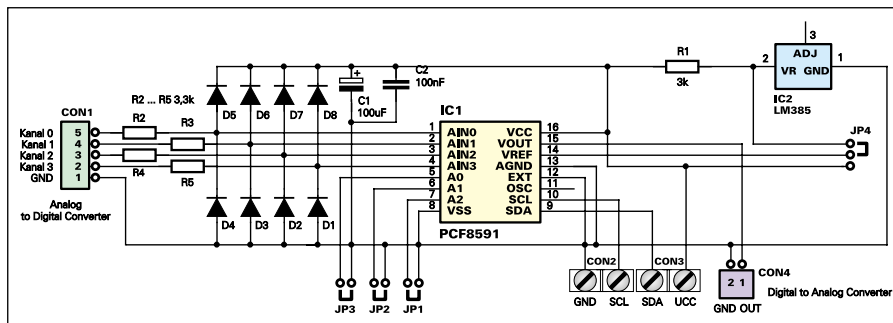 3
R1
2
ADJ
1
VR GND
3k
IC2
LM385
C2
100nF
+
C1
100uF
R2 ... R5 3,3k
D5
D6
D7
D8
CON1
IC1
JP4
Kanal 0
5
R2
R3
1
AIN0
VCC
16
Kanal 1
4
2
AIN1
VOUT
15
Kanal 2
3
3
AIN2
VREF
14
Kanal 3
2
4
AIN3
AGND
13
GND
1
R4
R5
5
A0
EXT
12
6
A1
OSC
11
7
A2
SCL
10
8
VSS
SDA
9
Analog
to Digital Converter
D4
D3
D2
D1
PCF8591
CON2
CON3
CON4
JP3
JP2
JP1
GND
SCL
SDA
UCC
2 1
GND OUT
Digital to Analog Converter